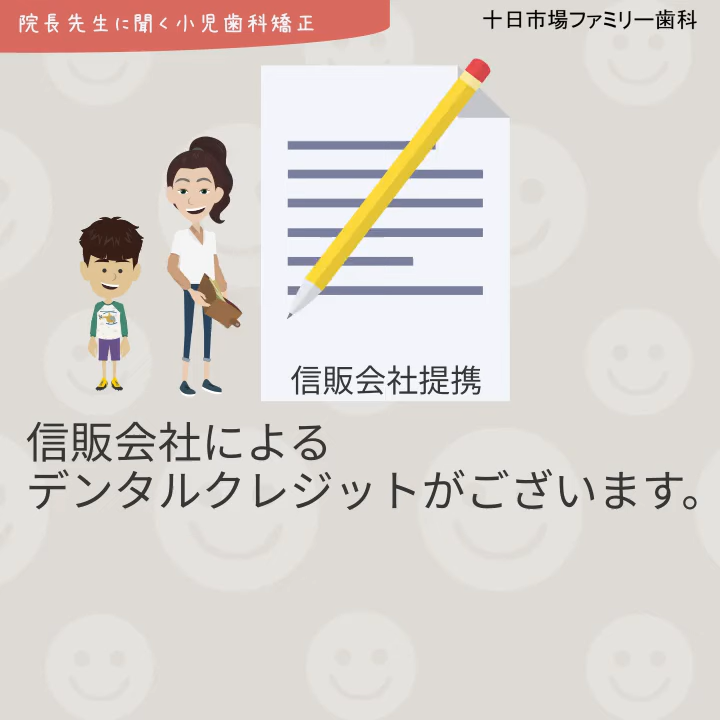 院長先生に聞く小児歯科矯正
十日市場ファミリー歯科
信販会社提携
信販会社による
デンタルクレジットがございます。